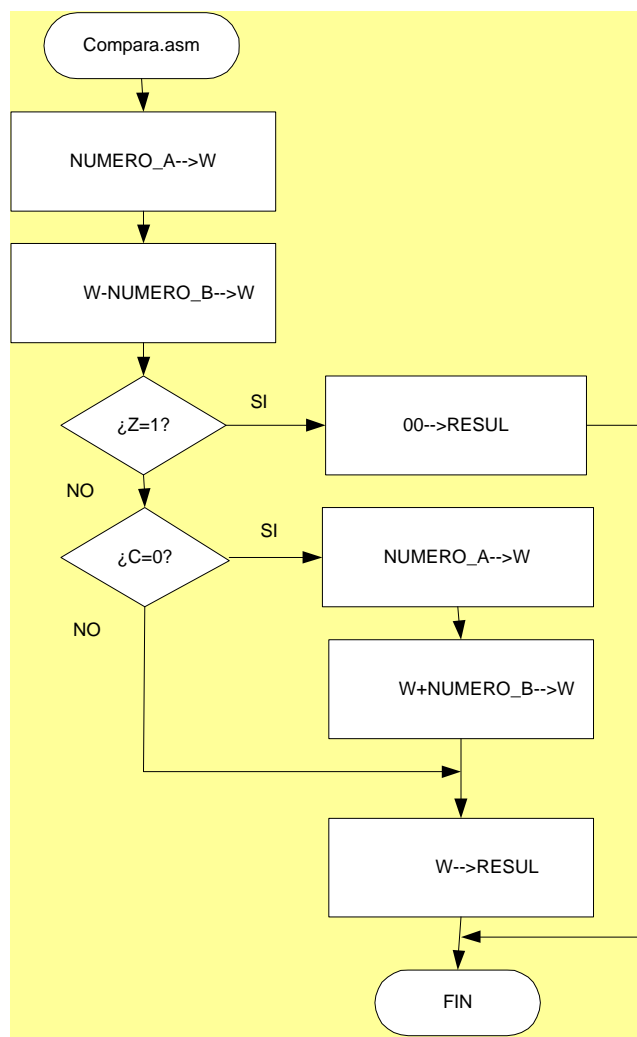 Compara.asm
NUMERO_A-->W
W-NUMERO_B-->W
¿Z=1?
SI
00-->RESUL
NO
¿C=0?
SI
NUMERO_A-->W
NO
W+NUMERO_B-->W
W-->RESUL
FIN